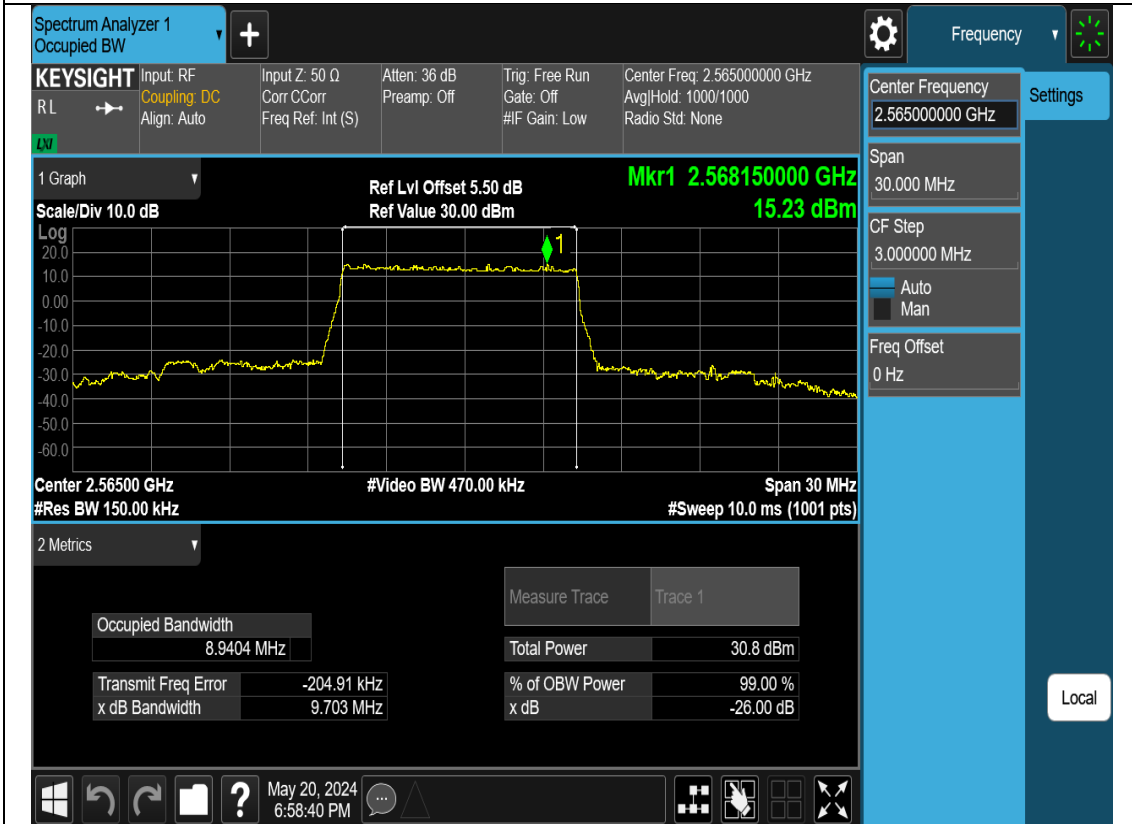 Spectrum Analyzer 1
Occupied BW
+
Frequency
KEYSIGHT
RL
LXI
Input: RF
Coupling: DC
Align: Auto
Input Z: 50 Ω
Corr CCorr
Freq Ref: Int (S)
Atten: 36 dB
Preamp: Off
Trig: Free Run
Gate: Off
#IF Gain: Low
Center Freq: 2.565000000 GHz
Avg|Hold: 1000/1000
Radio Std: None
Center Frequency
2.565000000 GHz
Settings
Span
30.000 MHz
CF Step
3.000000 MHz
Auto
Man
Freq Offset
0 Hz
Local
1 Graph
Scale/Div 10.0 dB
Ref Lvl Offset 5.50 dB
Ref Value 30.00 dBm
Mkr1 2.568150000 GHz
15.23 dBm
Log
20.0
10.0
0.00
-10.0
-20.0
-30.0
-40.0
-50.0
-60.0
1
Center 2.56500 GHz
#Video BW 470.00 kHz
Span 30 MHz
#Res BW 150.00 kHz
#Sweep 10.0 ms (1001 pts)
2 Metrics
Measure Trace Trace 1
Occupied Bandwidth
8.9404 MHz
Total Power 30.8 dBm
Transmit Freq Error -204.91 kHz
% of OBW Power 99.00 %
x dB Bandwidth 9.703 MHz
x dB -26.00 dB
?
May 20, 2024
6:58:40 PM